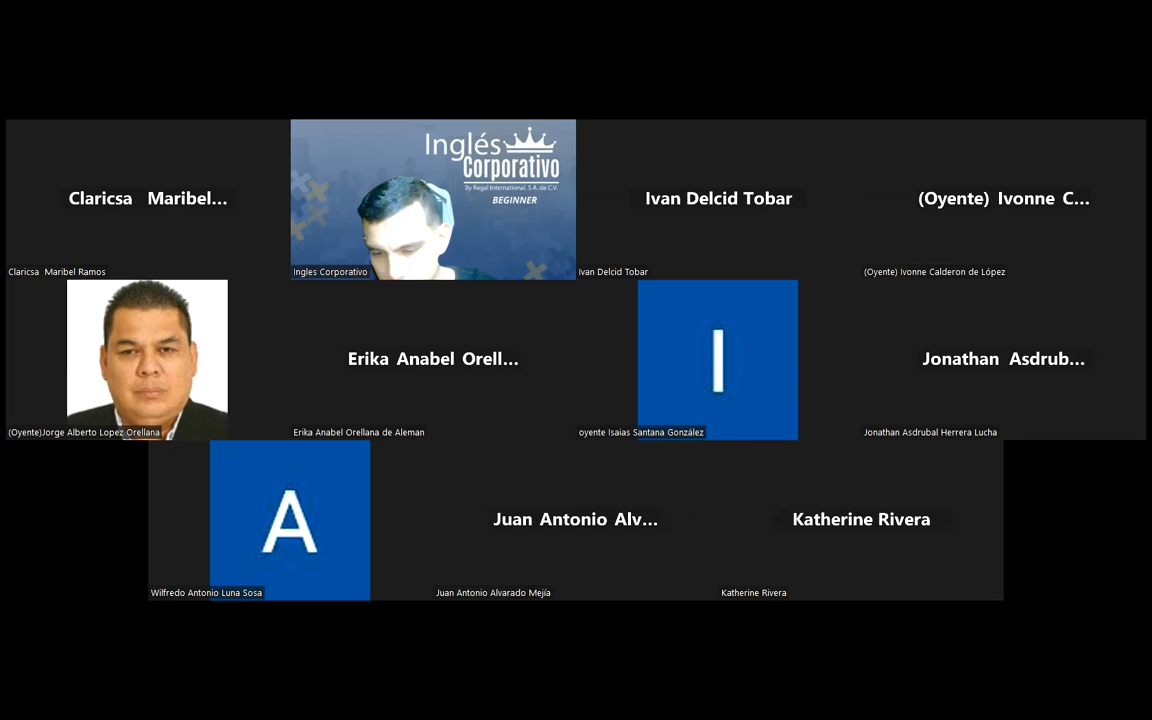 Claricsa Maribel...
Claricsa Maribel Ramos
Inglés
Corporativo
By Regal International, S.A. de C.V.
BEGINNER
Ingles Corporativo
Ivan Delcid Tobar
Ivan Delcid Tobar
(Oyente) Ivonne C...
(Oyente) Ivonne Calderon de López
(Oyente)Jorge Alberto Lopez Orellana
Erika Anabel Orell...
Erika Anabel Orellana de Aleman
I
oyente Isaias Santana González
Jonathan Asdrub...
Jonathan Asdrubal Herrera Lucha
A
Wilfredo Antonio Luna Sosa
Juan Antonio Alv...
Juan Antonio Alvarado Mejía
Katherine Rivera
Katherine Rivera